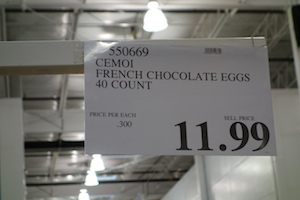 550669
CEMOI
FRENCH CHOCOLATE EGGS
40 COUNT
PRICE PER EACH
.300
SELL PRICE
11.99